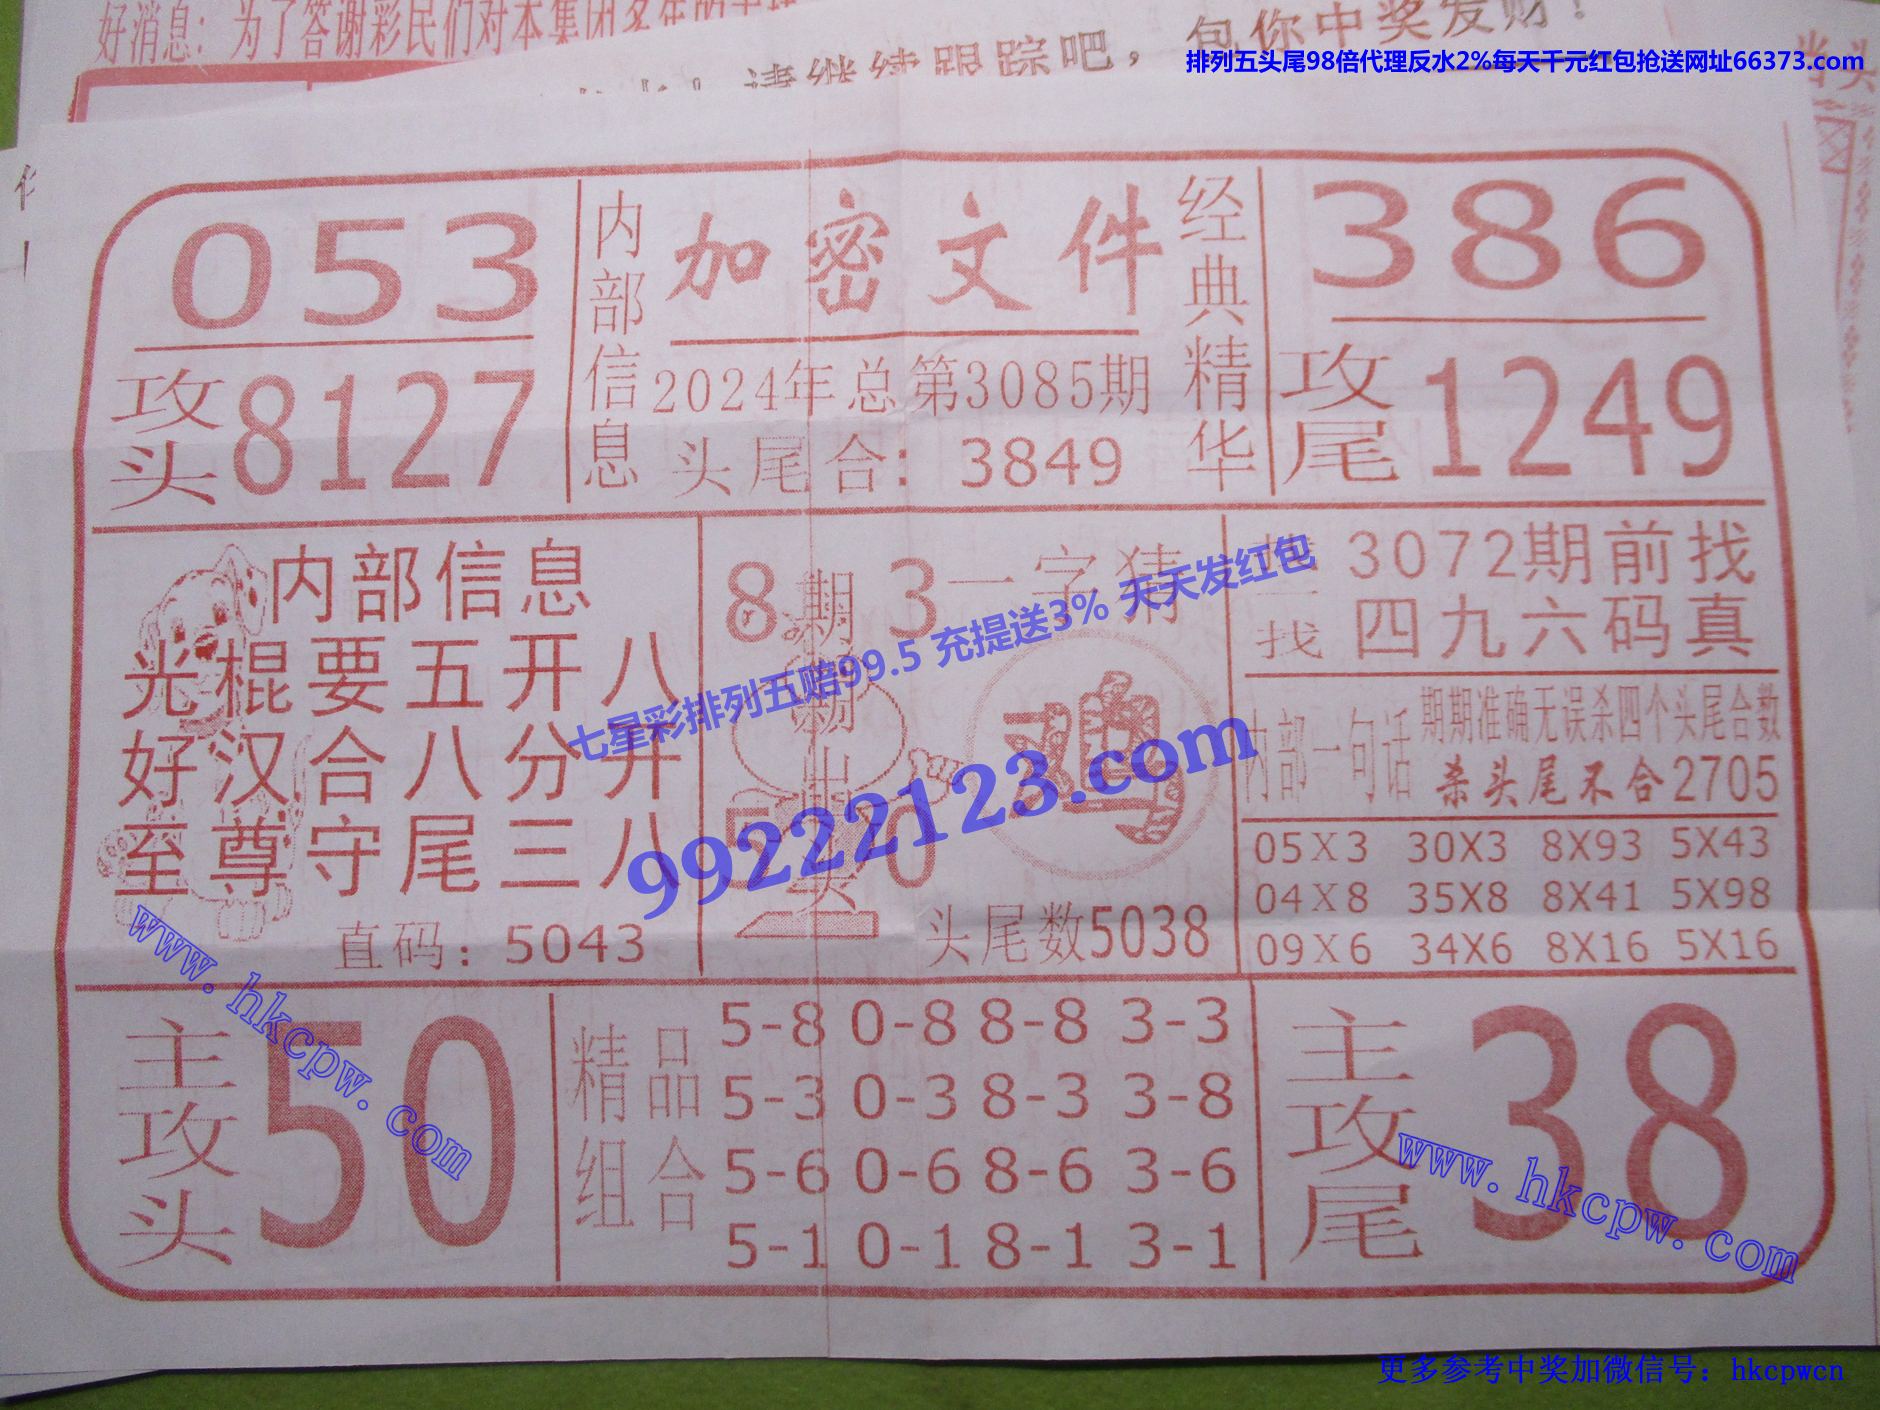 好消息：为了答谢彩民们对本集团多年的
请继续跟踪吧，包你中奖发财！
排列五头尾98倍代理反水2%每天千元红包抢送网址66373.com
053
攻头8127
内部信息
加密文件
2024年总第3085期
头尾合：3849
经典精华
386
攻尾1249
内部信息
光棍要五开八
好汉合八分开
至尊守尾三八
直码：5043
8 期 3 一字猜
期
出
头
鸡
头尾数5038
七星彩排列五赔99.5 充提送3% 天天发红包
99222123.com
找
3072期前找
四九六码真
内部一句话
期期准确无误杀四个头尾合数
杀头尾不合2705
05X3 30X3 8X93 5X43
04X8 35X8 8X41 5X98
09X6 34X6 8X16 5X16
主攻头
50
精品组合
5-8 0-8 8-8 3-3
5-3 0-3 8-3 3-8
5-6 0-6 8-6 3-6
5-1 0-1 8-1 3-1
主攻尾
38
www.hkcpw.com
www.hkcpw.com
更多参考中奖加微信号：hkcpwcn